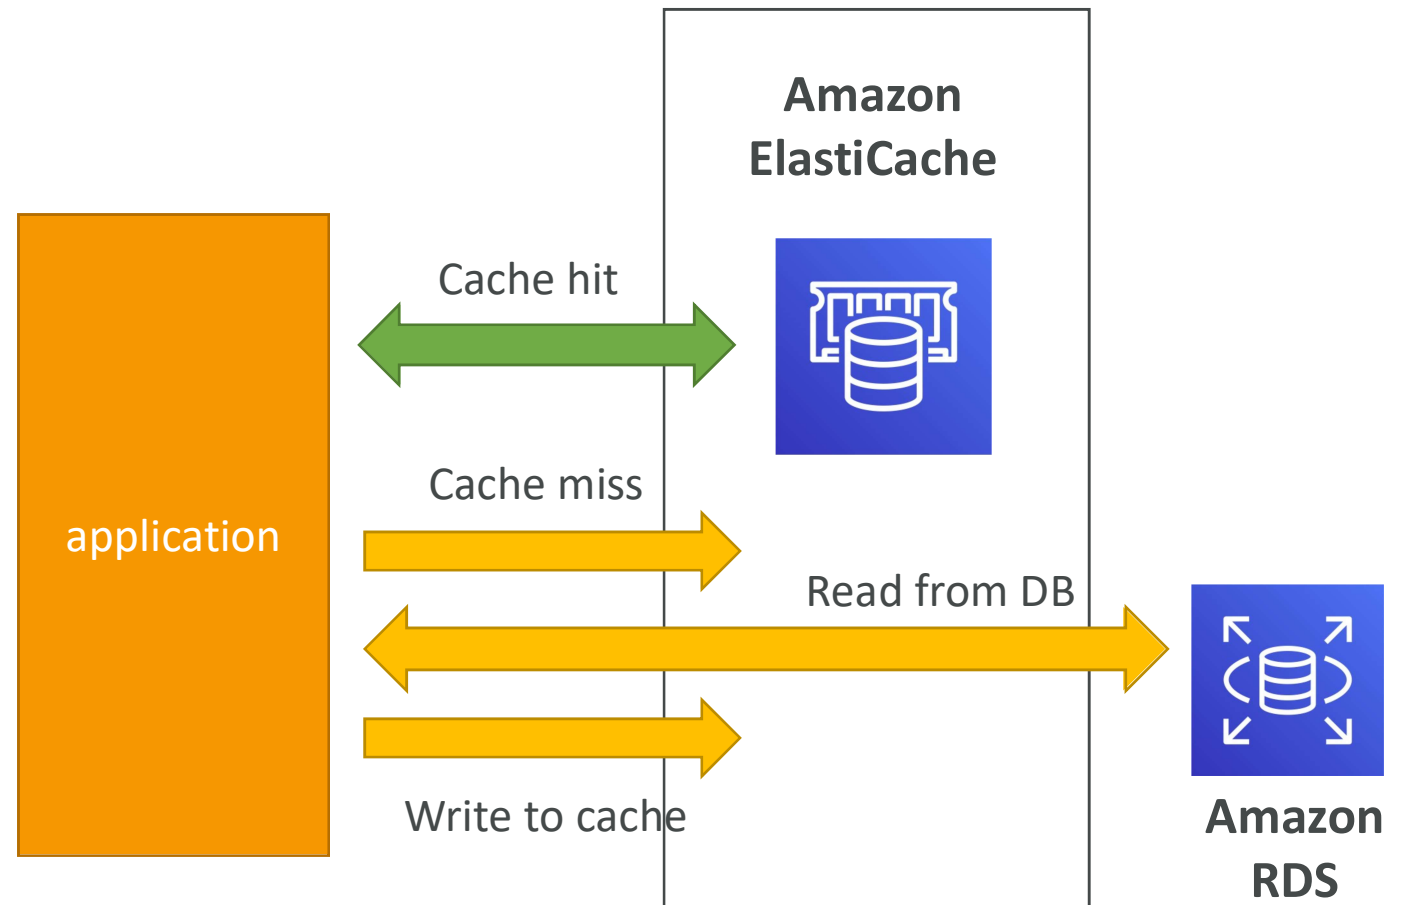 Amazon
ElastiCache
Cache hit
Cache miss
application
Read from DB
Write to cache
Amazon
RDS